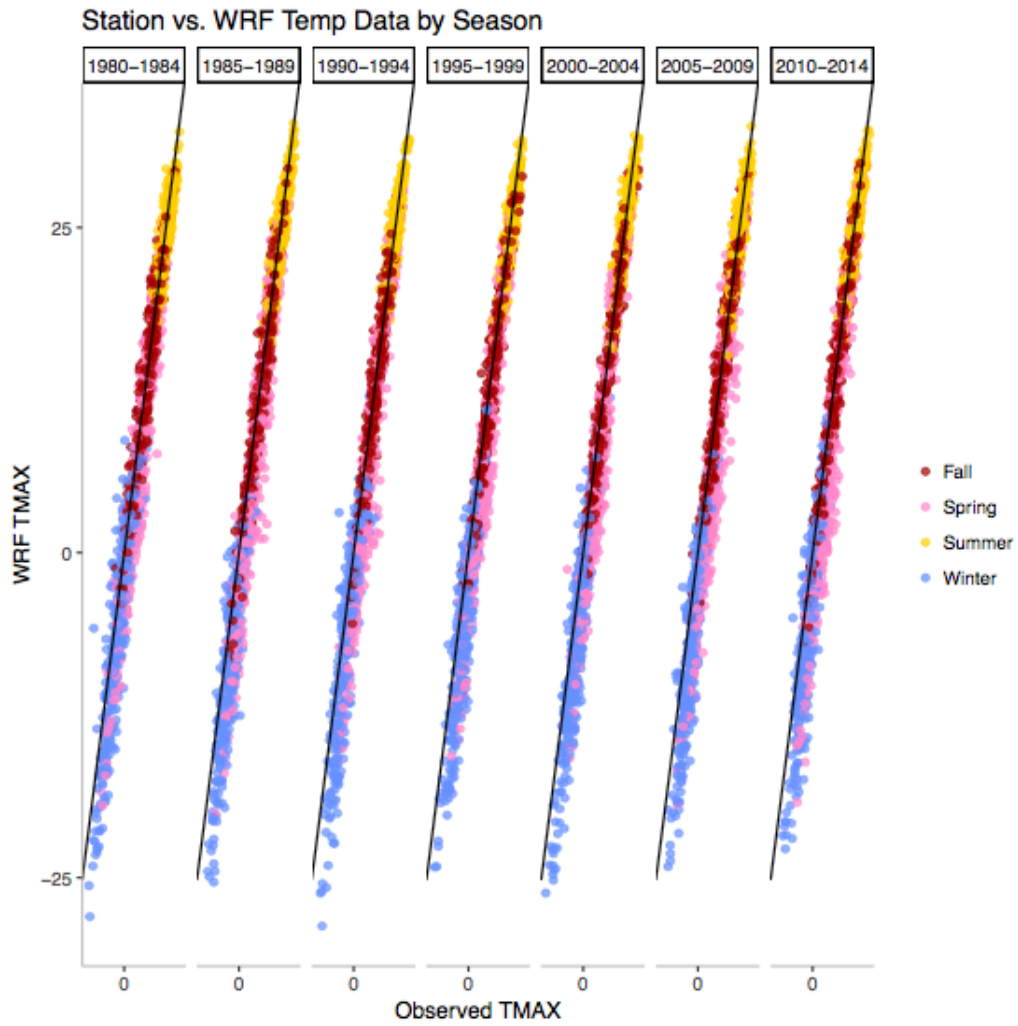 Station vs. WRF Temp Data by Season
1980−1984 1985−1989 1990−1994 1995−1999 2000−2004 2005−2009 2010−2014
25
0
−25
WRF TMAX
Fall
Spring
Summer
Winter
0 0 0 0 0 0 0
Observed TMAX